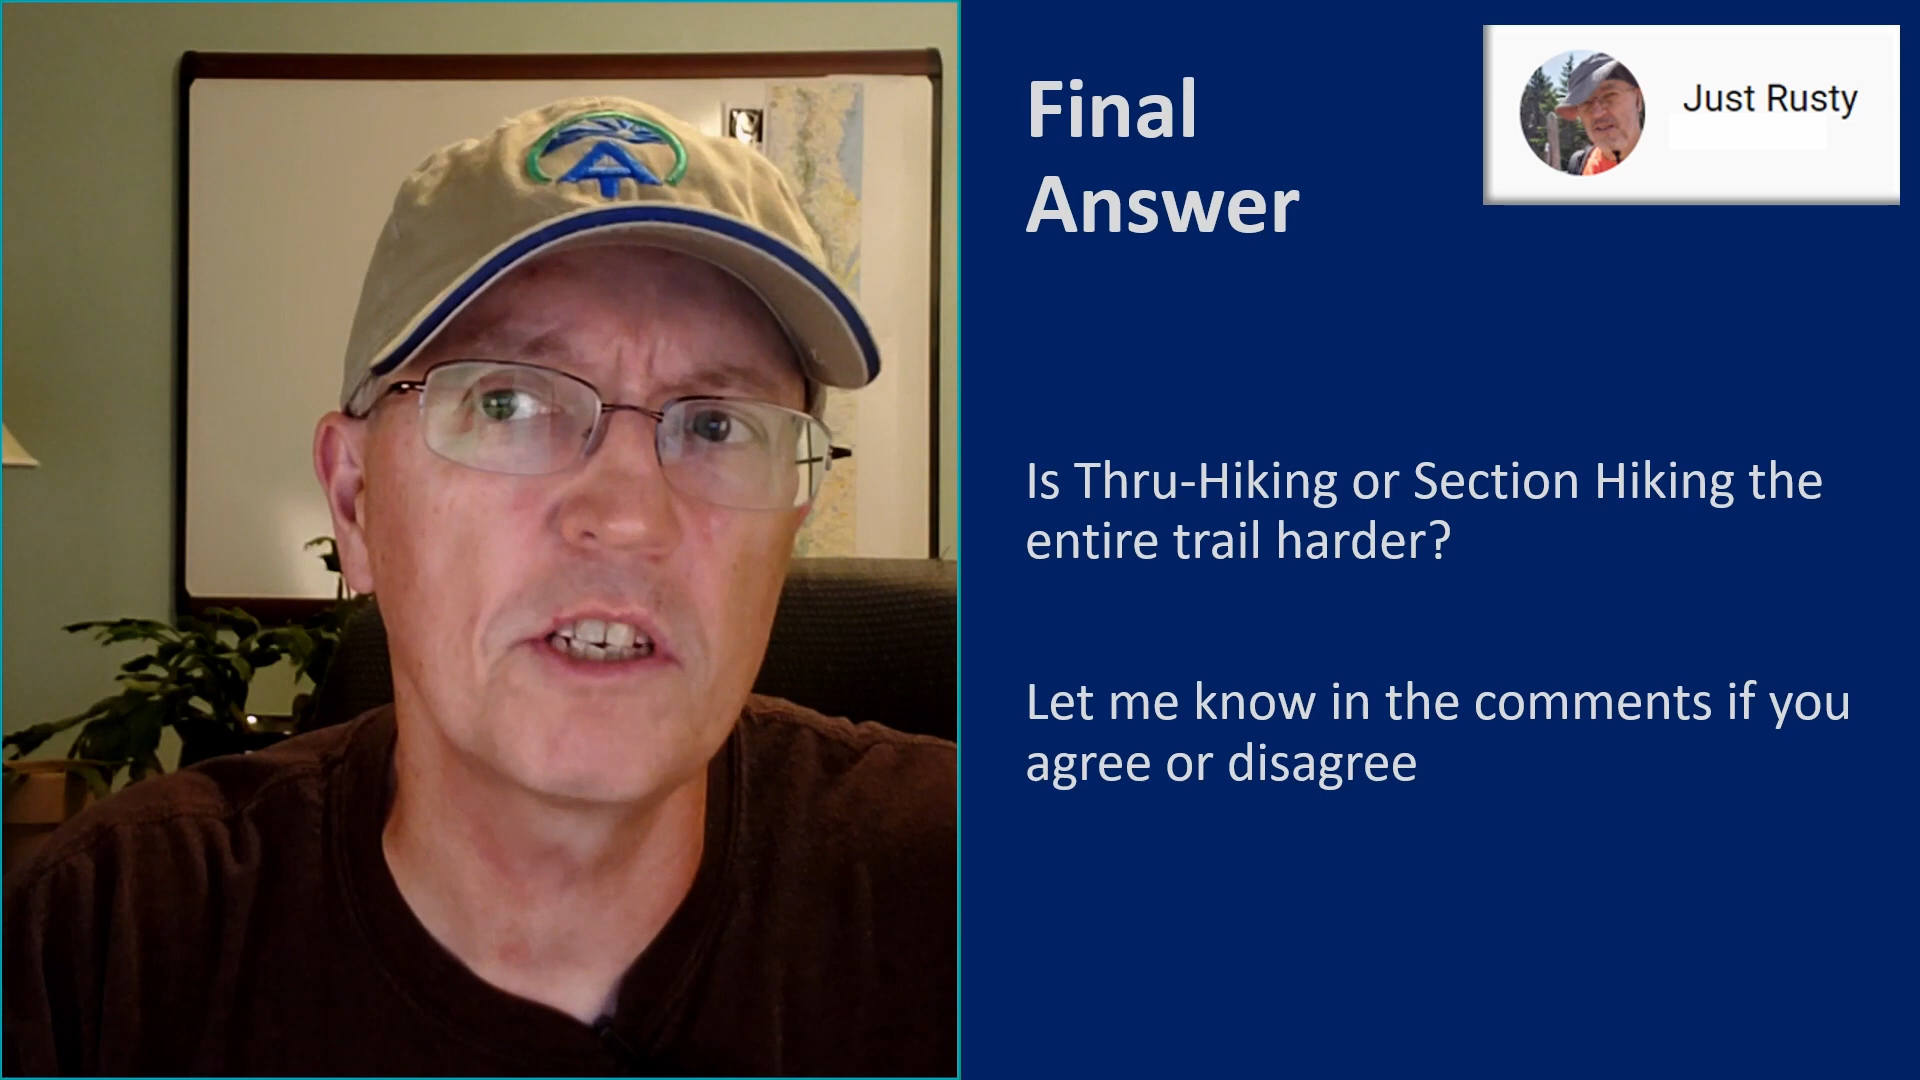 Final
Answer
Just Rusty
Is Thru-Hiking or Section Hiking the
entire trail harder?
Let me know in the comments if you
agree or disagree